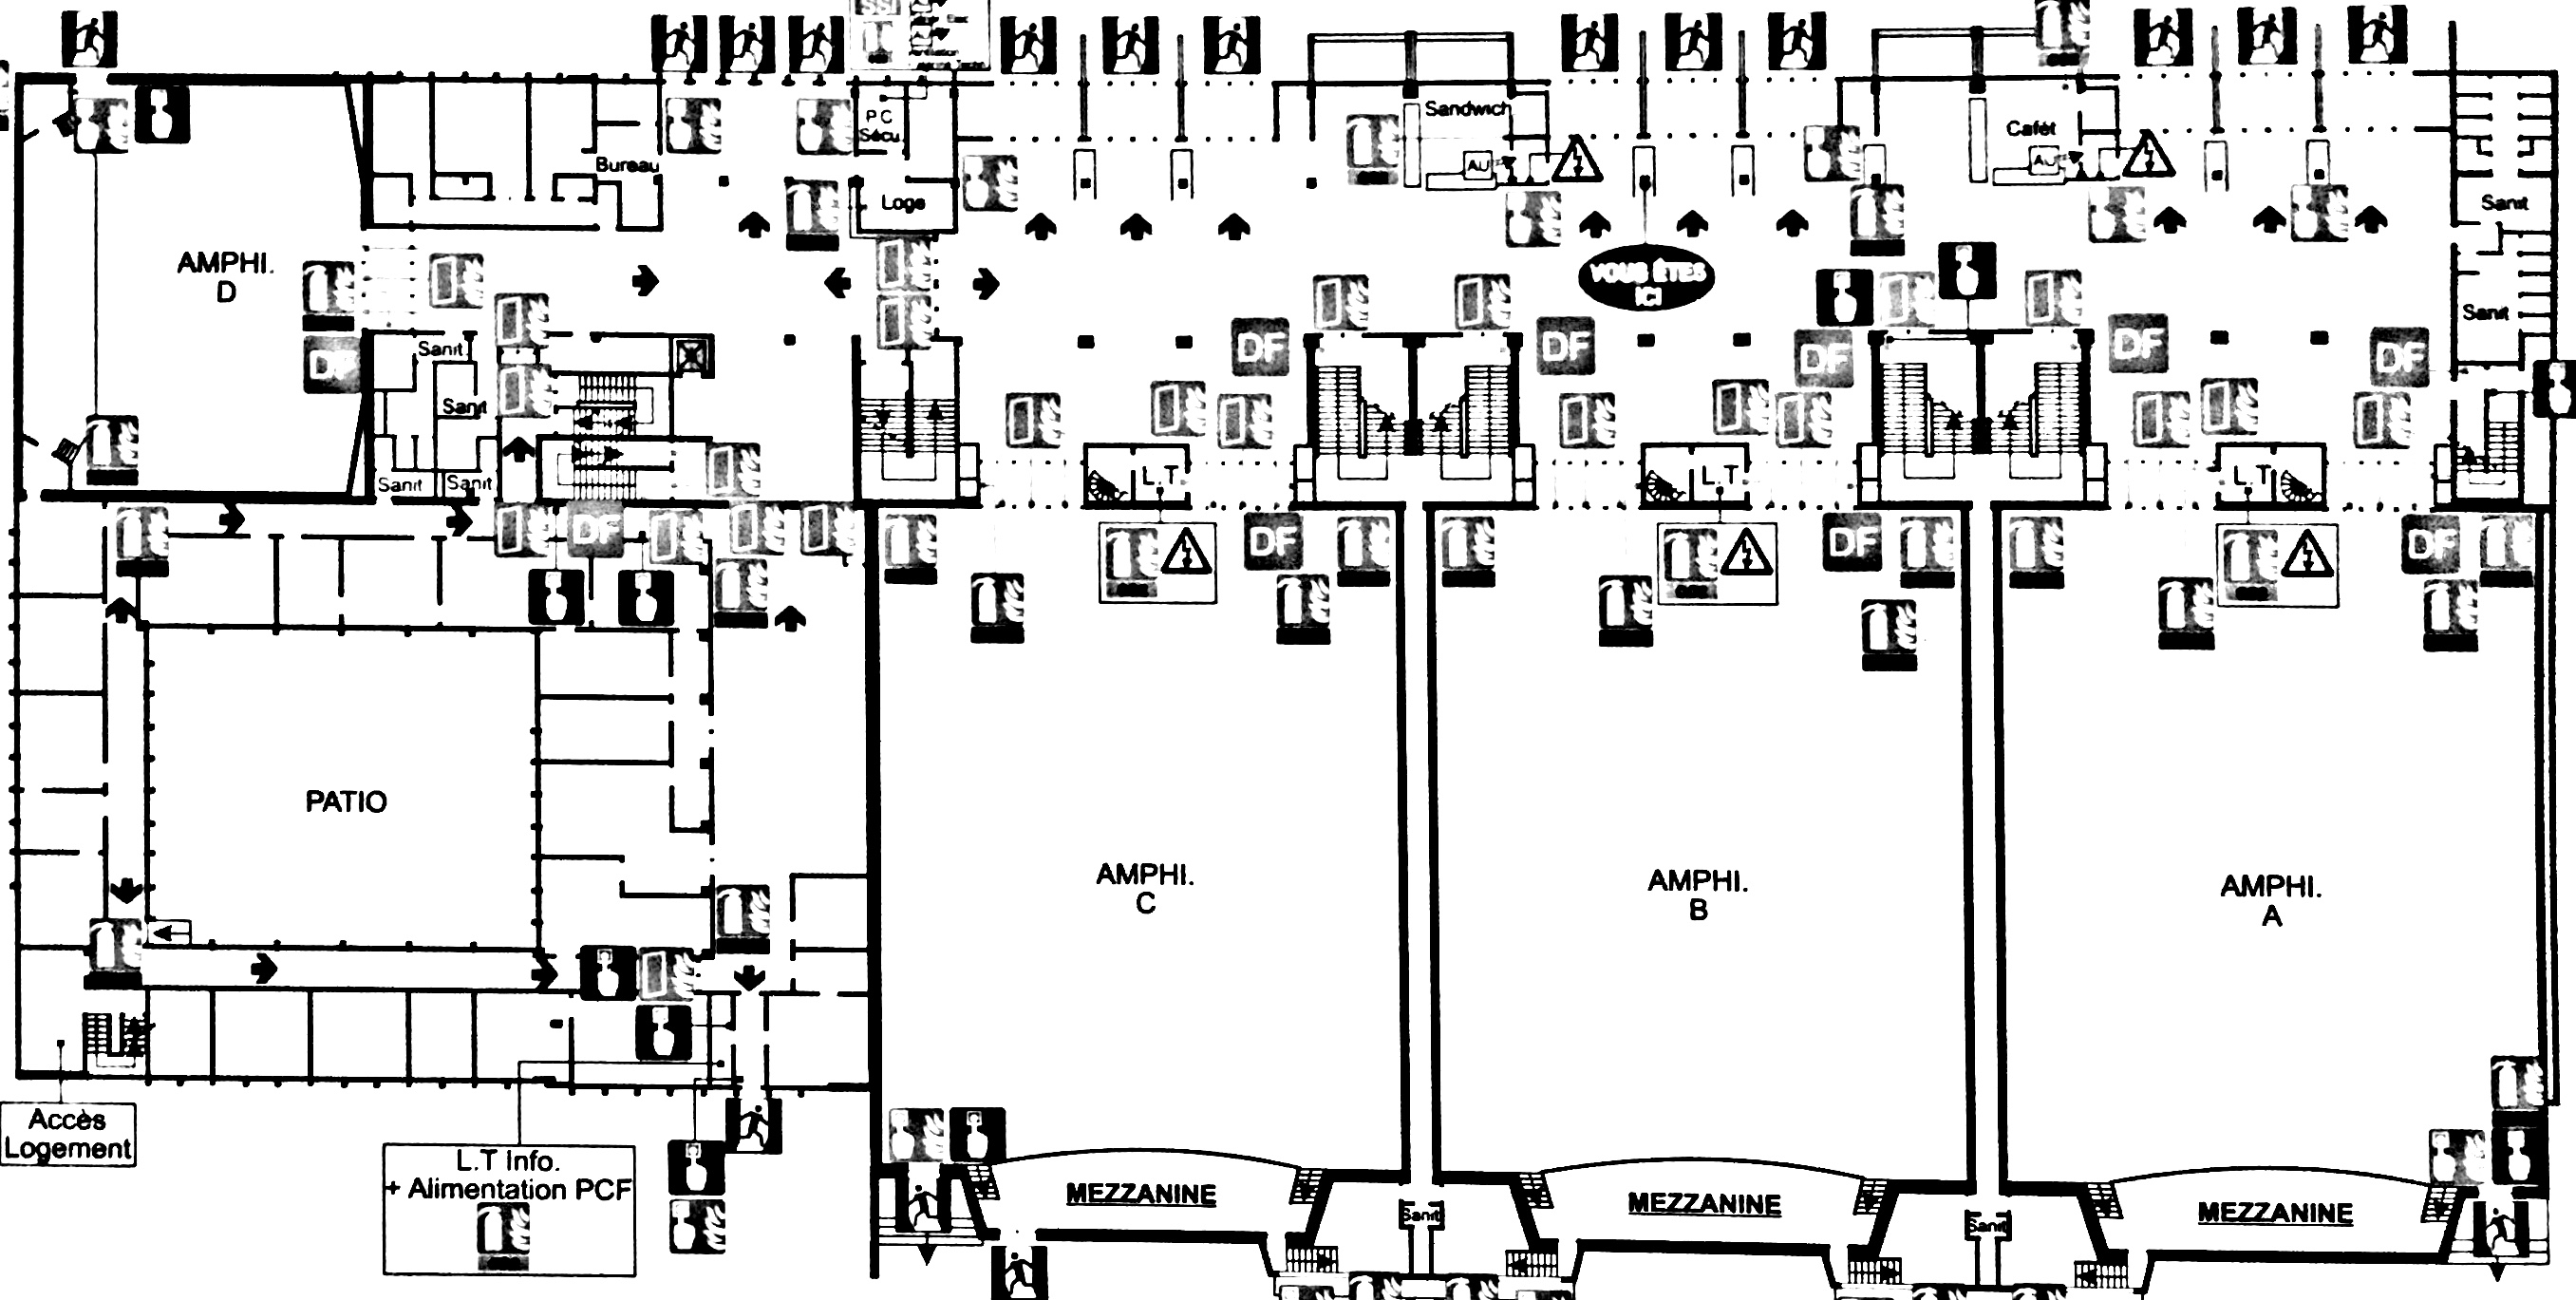 SSI
PC
Sécu.
Sandwich
AU
Cafét
AU
Bureau
Loge
Sanit
AMPHI.
D
VOUS ÊTES
ICI
Sanit
DF
DF
DF
DF
DF
DF
Sanit.
Sanit
Sanit
Sanit
L.T.
L.T.
L.T
DF
DF
DF
DF
PATIO
AMPHI.
C
AMPHI.
B
AMPHI.
A
Accès
Logement
L.T Info.
+ Alimentation PCF
MEZZANINE
MEZZANINE
MEZZANINE
Sanit
Sanit